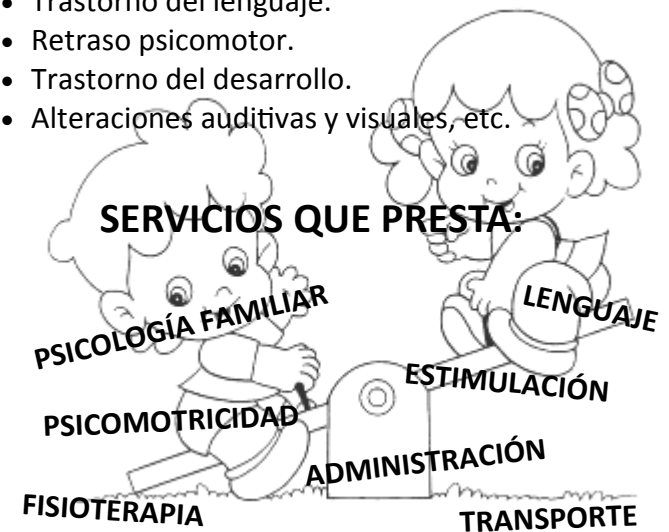 • Trastorno del lenguaje.
• Retraso psicomotor.
• Trastorno del desarrollo.
• Alteraciones auditivas y visuales, etc.
SERVICIOS QUE PRESTA:
PSICOLOGÍA FAMILIAR
LENGUAJE
ESTIMULACIÓN
PSICOMOTRICIDAD
ADMINISTRACIÓN
FISIOTERAPIA
TRANSPORTE